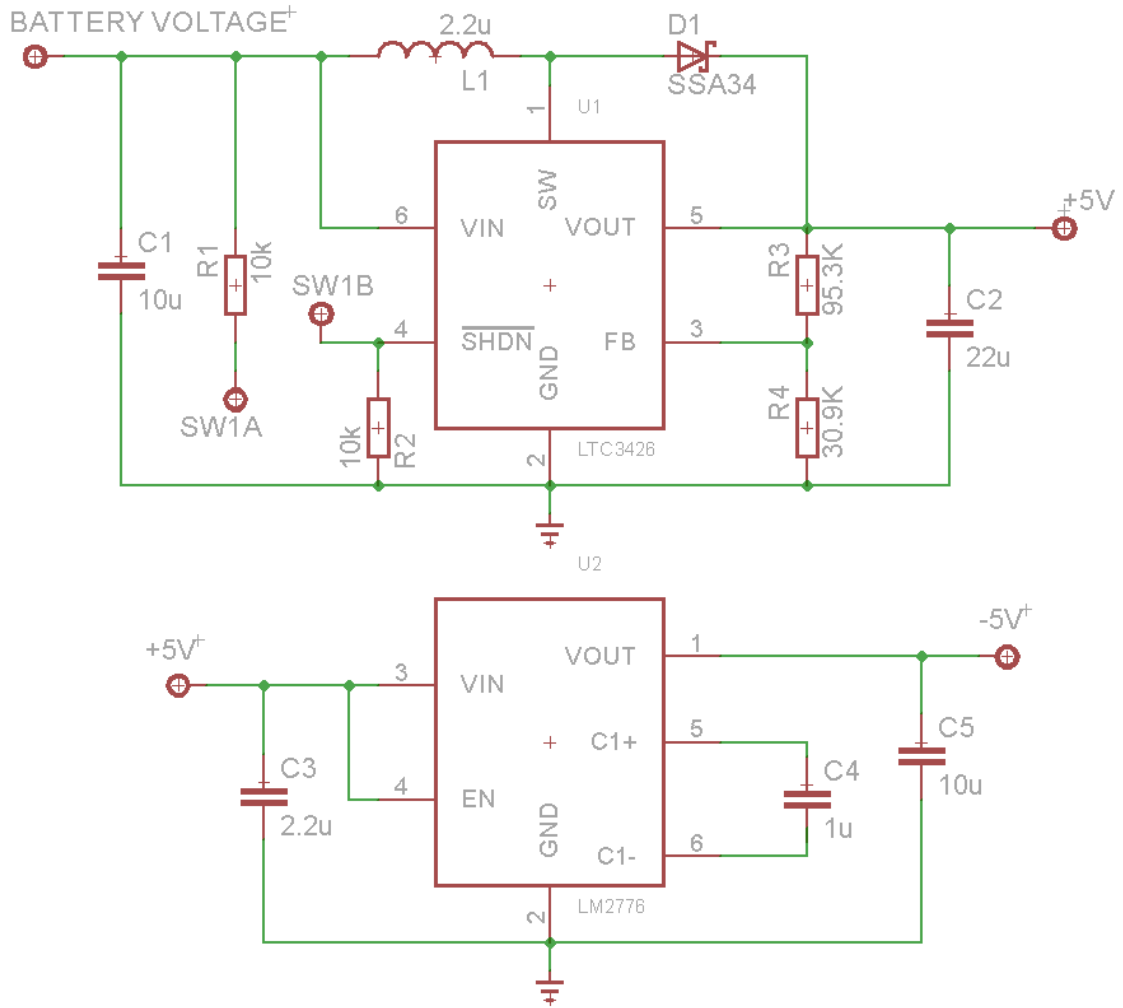 BATTERY VOLTAGE
2.2u
L1
D1
SSA34
U1
1
SW
6
VIN
VOUT
5
+5V
C1
10u
R1
10k
SW1B
4
SHDN
FB
3
R3
95.3K
C2
22u
GND
SW1A
10k
R2
R4
30.9K
2
LTC3426
U2
+5V
3
VIN
VOUT
1
-5V
C1+
5
C3
2.2u
4
EN
GND
C1-
6
C4
1u
C5
10u
2
LM2776